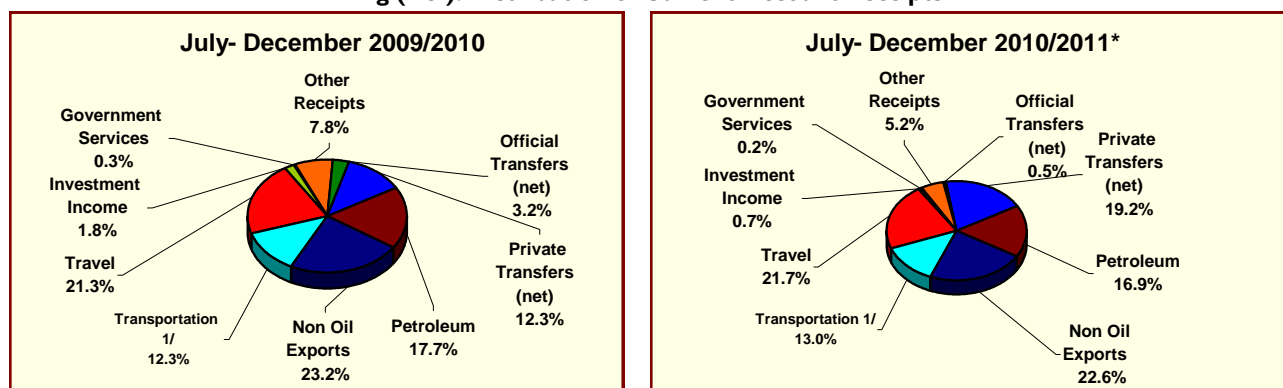 July- December 2009/2010
Other
Receipts
7.8%
Government
Services
0.3%
Investment
Income
1.8%
Travel
21.3%
Transportation
1/
12.3%
Non Oil
Exports
23.2%
Petroleum
17.7%
Private
Transfers
(net)
12.3%
Official
Transfers
(net)
3.2%
July- December 2010/2011*
Other
Receipts
5.2%
Government
Services
0.2%
Investment
Income
0.7%
Travel
21.7%
Transportation 1/
13.0%
Non Oil
Exports
22.6%
Petroleum
16.9%
Private
Transfers
(net)
19.2%
Official
Transfers
(net)
0.5%